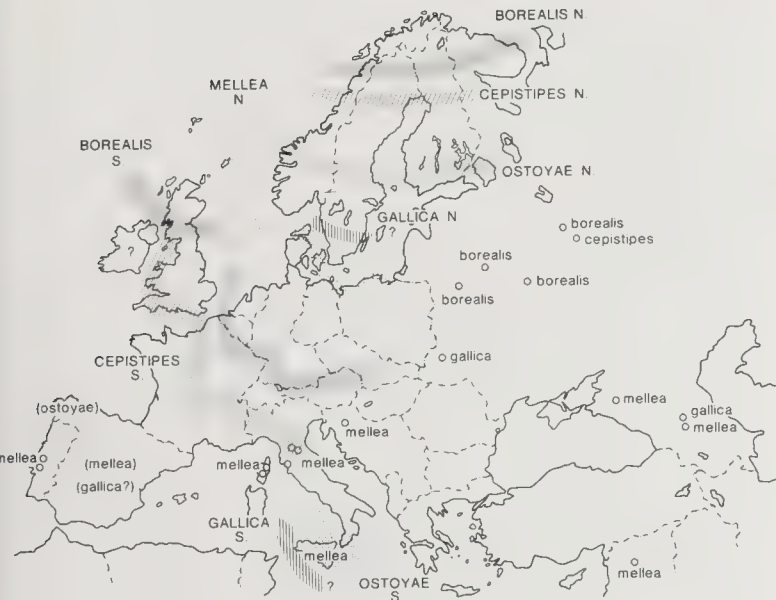 BOREALIS N.
MELLEA
N
CEPISTIPES N.
BOREALIS
S
OSTOYAE N.
GALLICA N
?
?
borealis
cepistipes
borealis
borealis
borealis
gallica
CEPISTIPES
S.
(ostoyae)
mellea
mellea
gallica
mellea
mellea
(mellea)
(gallica?)
mellea
mellea
GALLICA
S.
mellea
?
OSTOYAE
S
mellea